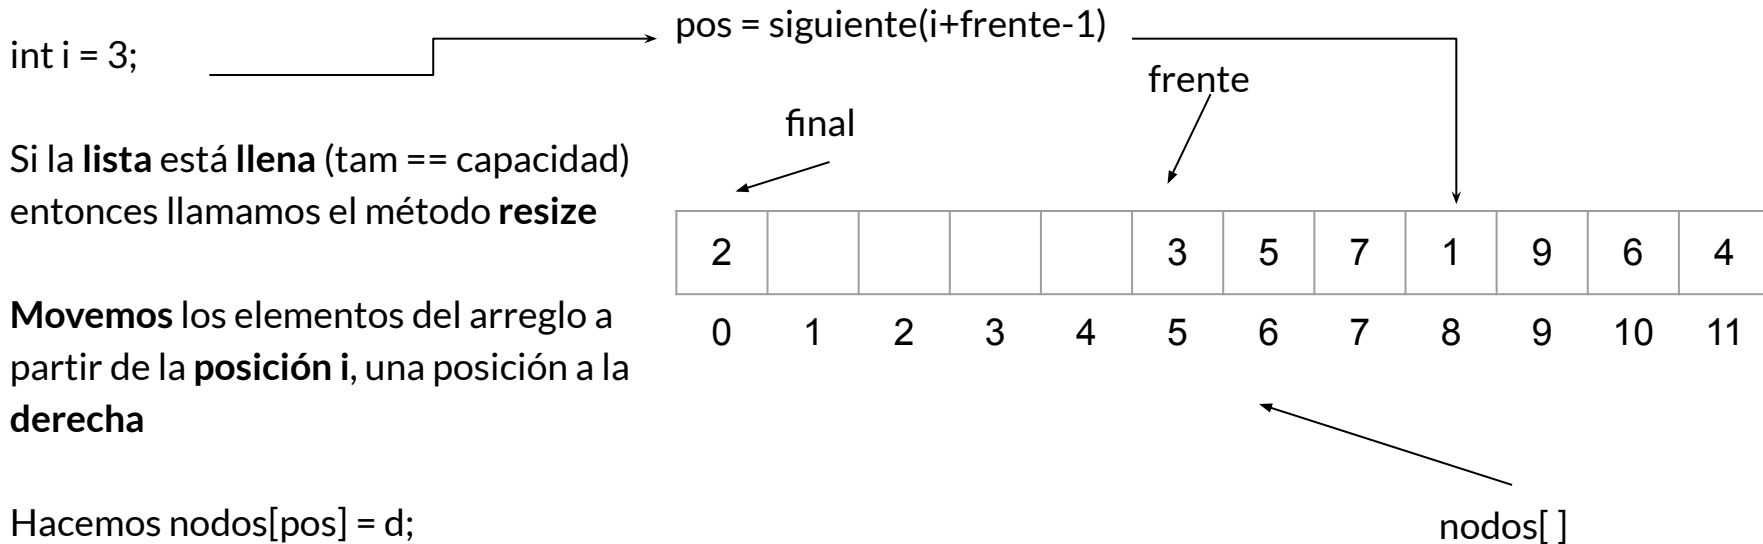 int i = 3;
pos = siguiente(i+frente-1)
frente
final
Si la lista está llena (tam == capacidad)
entonces llamamos el método resize
2 3 5 7 1 9 6 4
Movemos los elementos del arreglo a
partir de la posición i, una posición a la
derecha
0 1 2 3 4 5 6 7 8 9 10 11
Hacemos nodos[pos] = d;
nodos[ ]